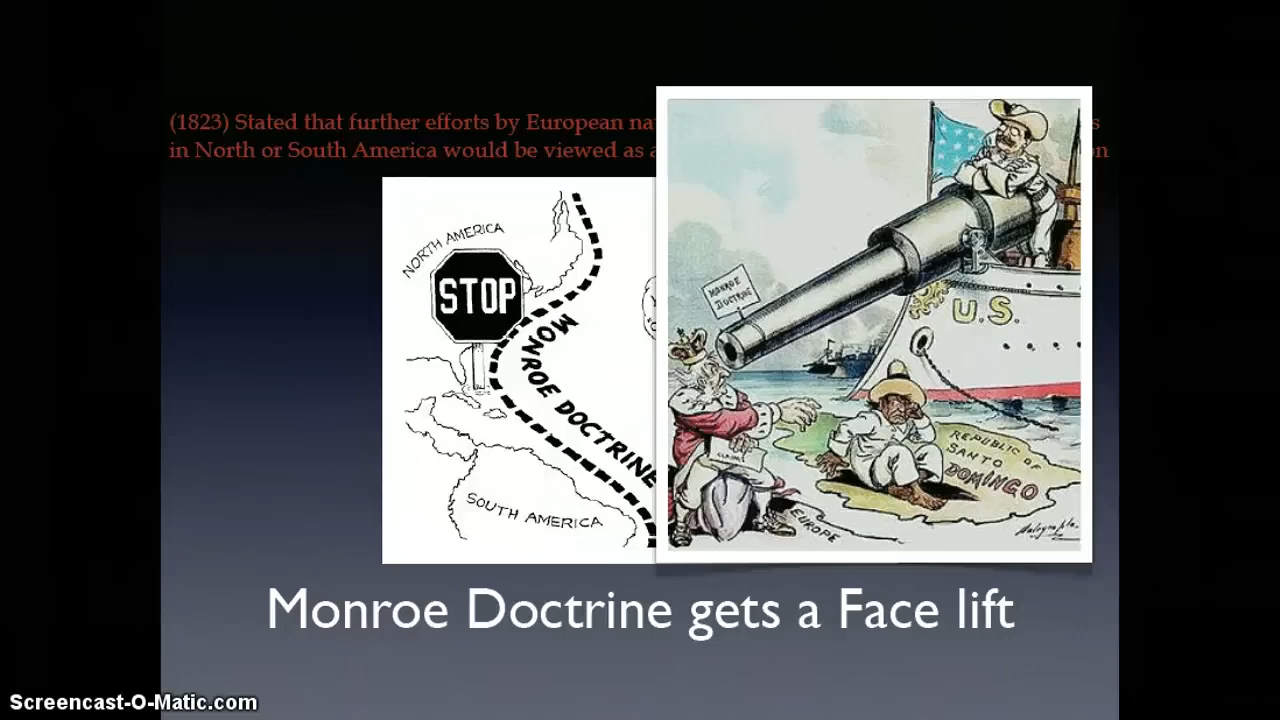 (1823) Stated that further efforts by European na
s
in North or South America would be viewed as a
on
NORTH AMERICA
STOP
MONROE DOCTRINE
SOUTH AMERICA
MONROE
DOCTRINE
U.S.
REPUBLIC OF
SANTO
DOMINGO
EUROPE
Monroe Doctrine gets a Face lift
Screencast-O-Matic.com